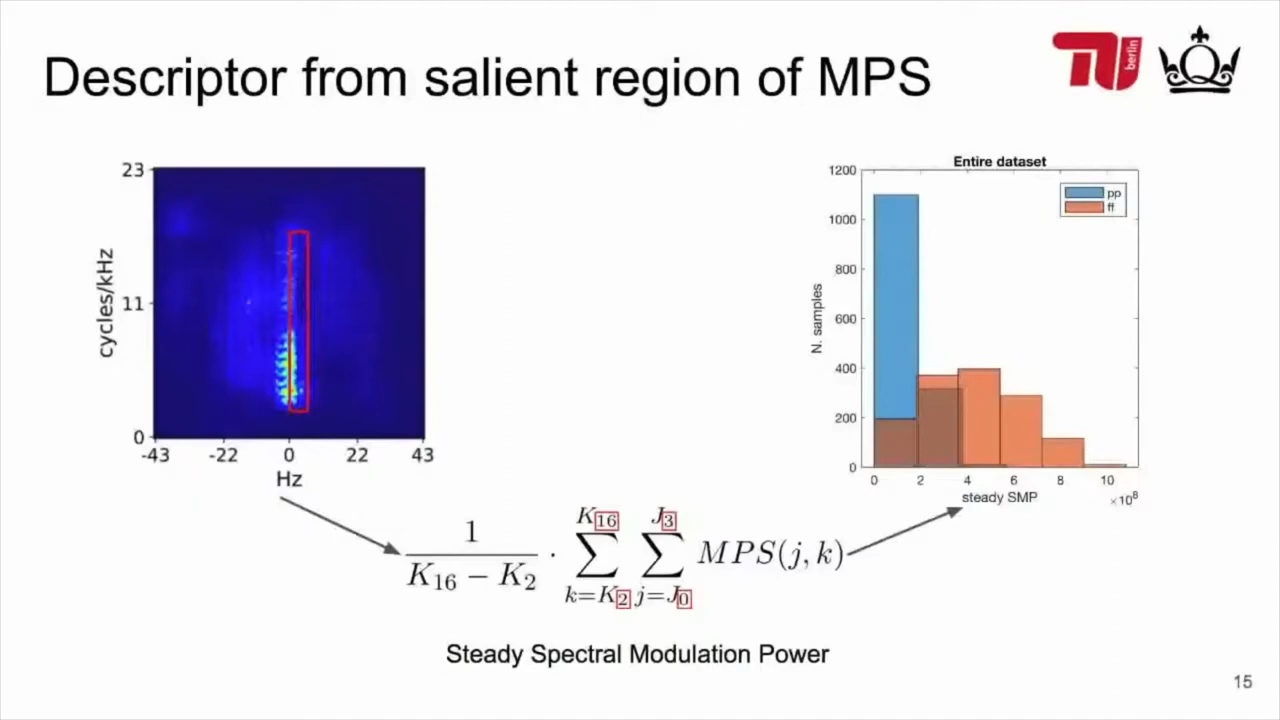 Descriptor from salient region of MPS
berlin
Q
23
11
0
cycles/kHz
-43 -22 0 22 43
Hz
Entire dataset
1200
1000
800
600
400
200
0
N. samples
pp
ff
0 2 4 6 8 10
steady SMP
×10⁸
1 / (K₁₆ − K₂) · ∑_{k=K₂}^{K₁₆} ∑_{j=J₀}^{J₃} MPS(j, k)
Steady Spectral Modulation Power
15